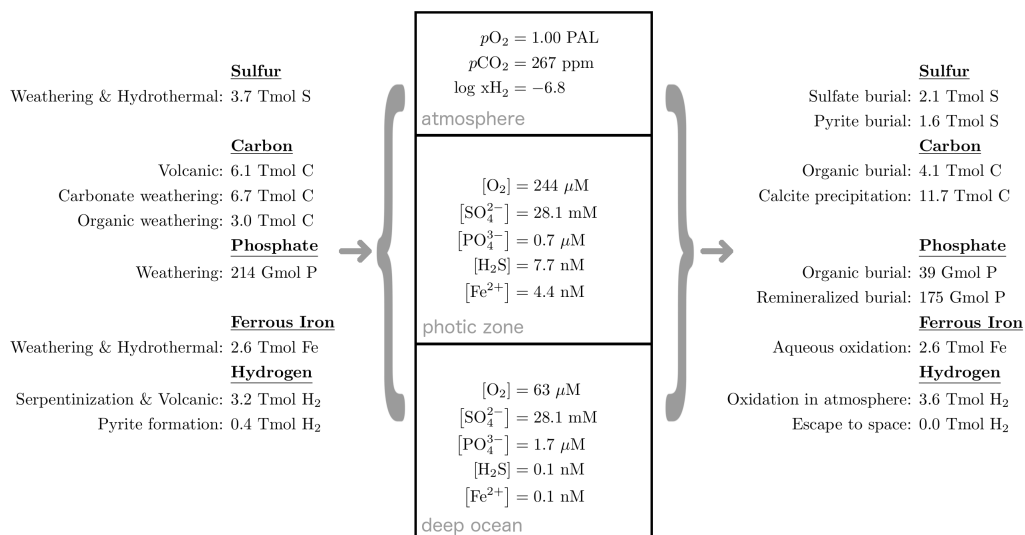 Sulfur
Weathering & Hydrothermal: 3.7 Tmol S
Carbon
Volcanic: 6.1 Tmol C
Carbonate weathering: 6.7 Tmol C
Organic weathering: 3.0 Tmol C
Phosphate
Weathering: 214 Gmol P
Ferrous Iron
Weathering & Hydrothermal: 2.6 Tmol Fe
Hydrogen
Serpentinization & Volcanic: 3.2 Tmol H₂
Pyrite formation: 0.4 Tmol H₂
pO₂ = 1.00 PAL
pCO₂ = 267 ppm
log xH₂ = −6.8
atmosphere
[O₂] = 244 μM
[SO₄²⁻] = 28.1 mM
[PO₄³⁻] = 0.7 μM
[H₂S] = 7.7 nM
[Fe²⁺] = 4.4 nM
photic zone
[O₂] = 63 μM
[SO₄²⁻] = 28.1 mM
[PO₄³⁻] = 1.7 μM
[H₂S] = 0.1 nM
[Fe²⁺] = 0.1 nM
deep ocean
Sulfur
Sulfate burial: 2.1 Tmol S
Pyrite burial: 1.6 Tmol S
Carbon
Organic burial: 4.1 Tmol C
Calcite precipitation: 11.7 Tmol C
Phosphate
Organic burial: 39 Gmol P
Remineralized burial: 175 Gmol P
Ferrous Iron
Aqueous oxidation: 2.6 Tmol Fe
Hydrogen
Oxidation in atmosphere: 3.6 Tmol H₂
Escape to space: 0.0 Tmol H₂